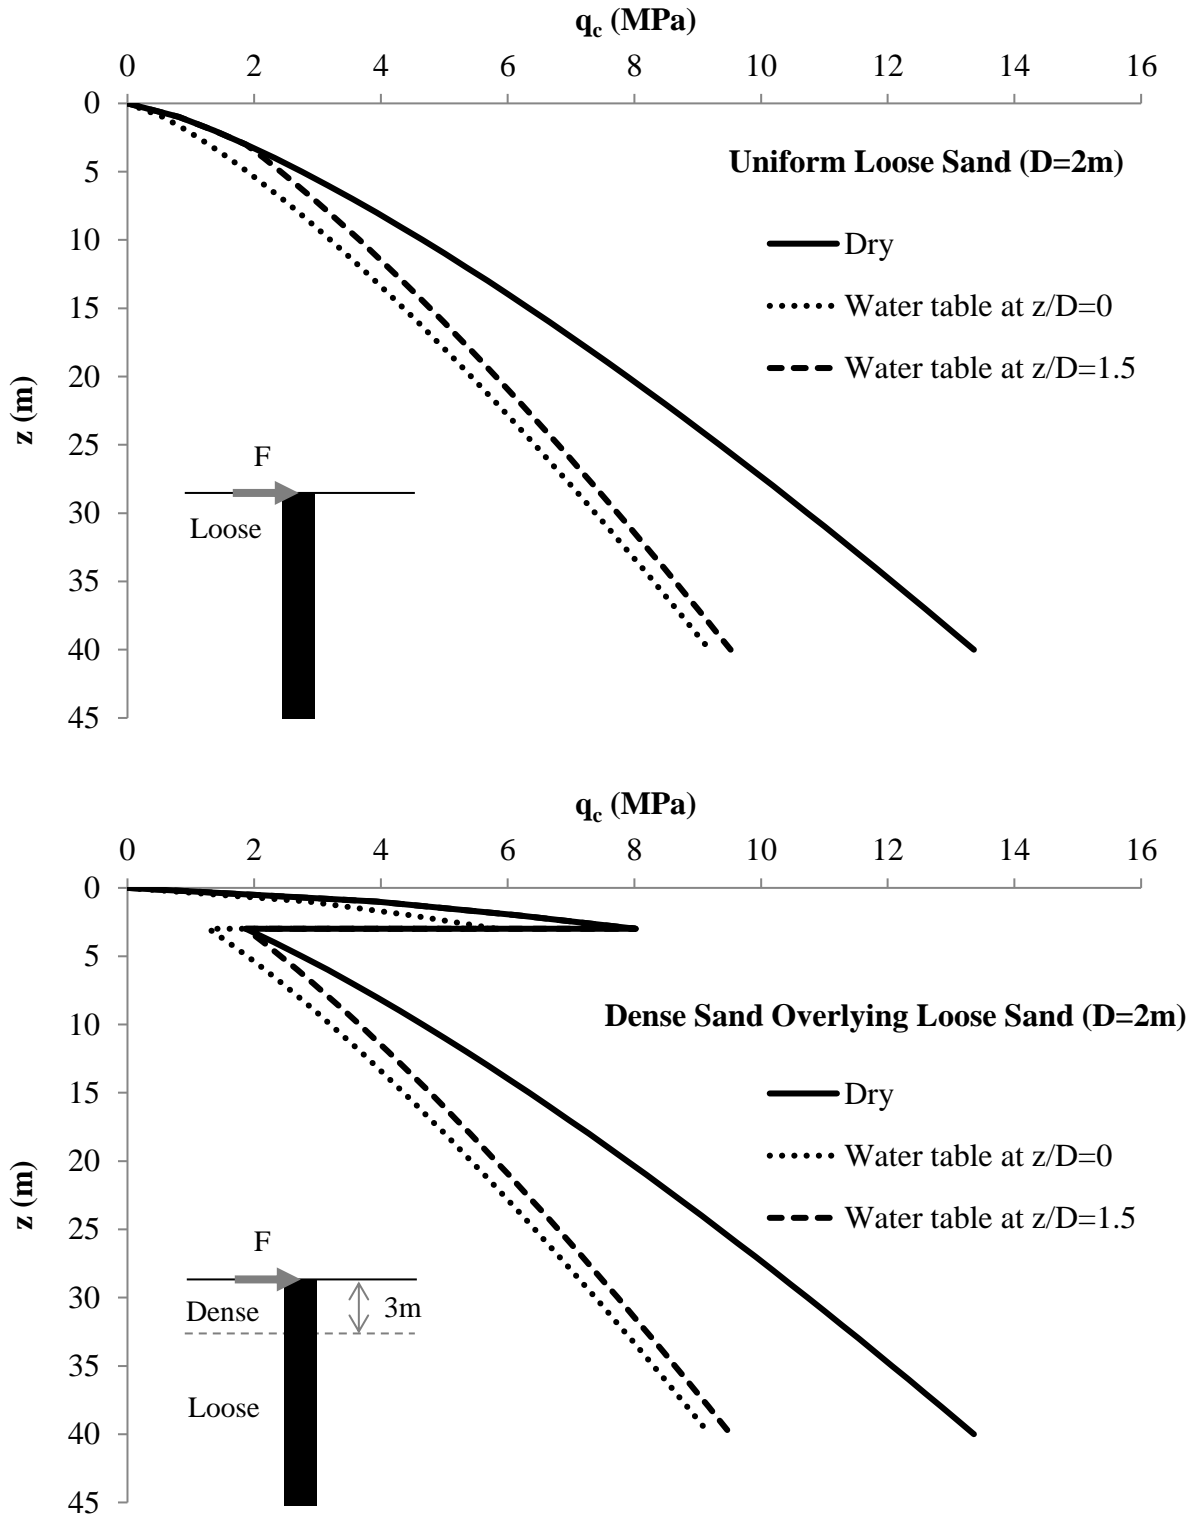 q_c (MPa)
0 2 4 6 8 10 12 14 16
0
5
10
15
20
25
30
35
40
45
z (m)
Uniform Loose Sand (D=2m)
Dry
Water table at z/D=0
Water table at z/D=1.5
F
Loose
q_c (MPa)
0 2 4 6 8 10 12 14 16
0
5
10
15
20
25
30
35
40
45
z (m)
Dense Sand Overlying Loose Sand (D=2m)
Dry
Water table at z/D=0
Water table at z/D=1.5
F
Dense
3m
Loose